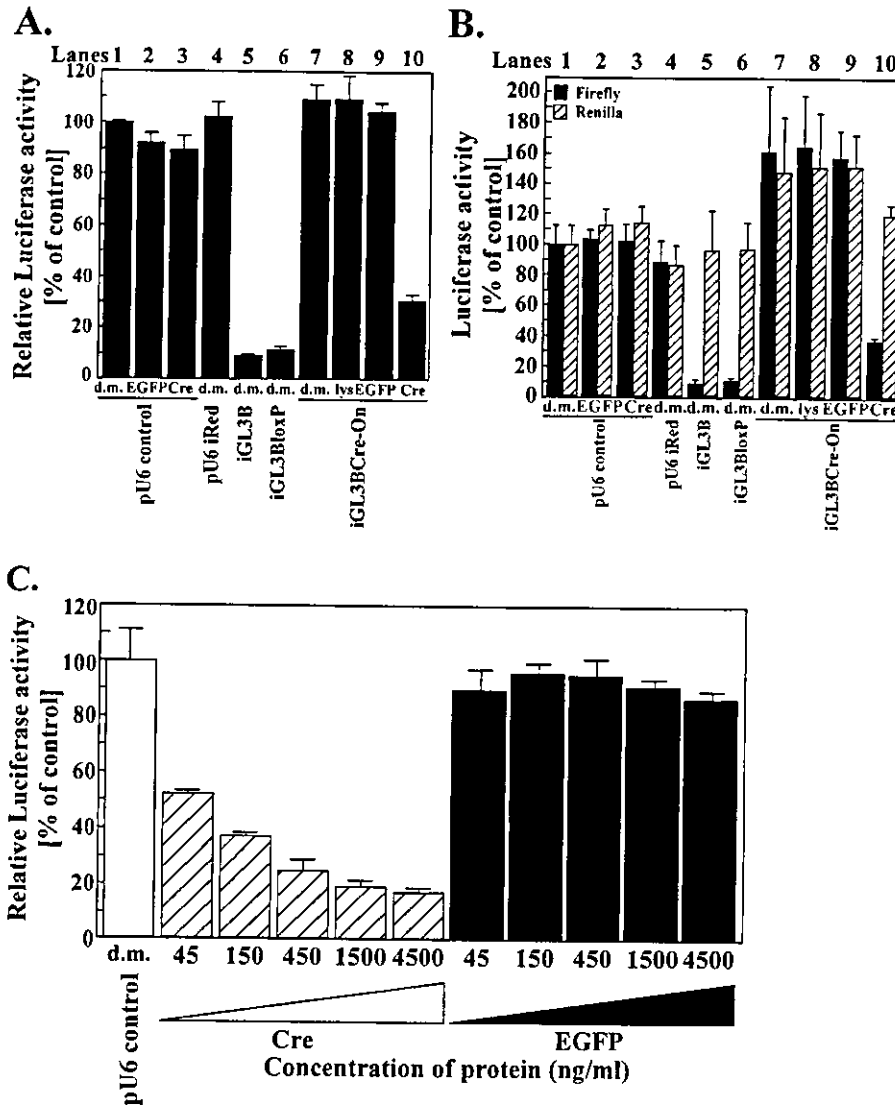 A.
Lanes 1 2 3 4 5 6 7 8 9 10
120
100
80
60
40
20
0
Relative Luciferase activity
[% of control]
d.m. EGFP Cre d.m. d.m. d.m. d.m. lys EGFP Cre
pU6 control
pU6 iRed
iGL3B
iGL3BloxP
iGL3BCre-On
B.
Lanes 1 2 3 4 5 6 7 8 9 10
Firefly
Renilla
200
180
160
140
120
100
80
60
40
20
0
Luciferase activity
[% of control]
d.m. EGFP Cre d.m. d.m. d.m. d.m. lys EGFP Cre
pU6 control
pU6 iRed
iGL3B
iGL3BloxP
iGL3BCre-On
C.
120
100
80
60
40
20
0
Relative Luciferase activity
[% of control]
d.m. 45 150 450 1500 4500 45 150 450 1500 4500
pU6 control
Cre EGFP
Concentration of protein (ng/ml)